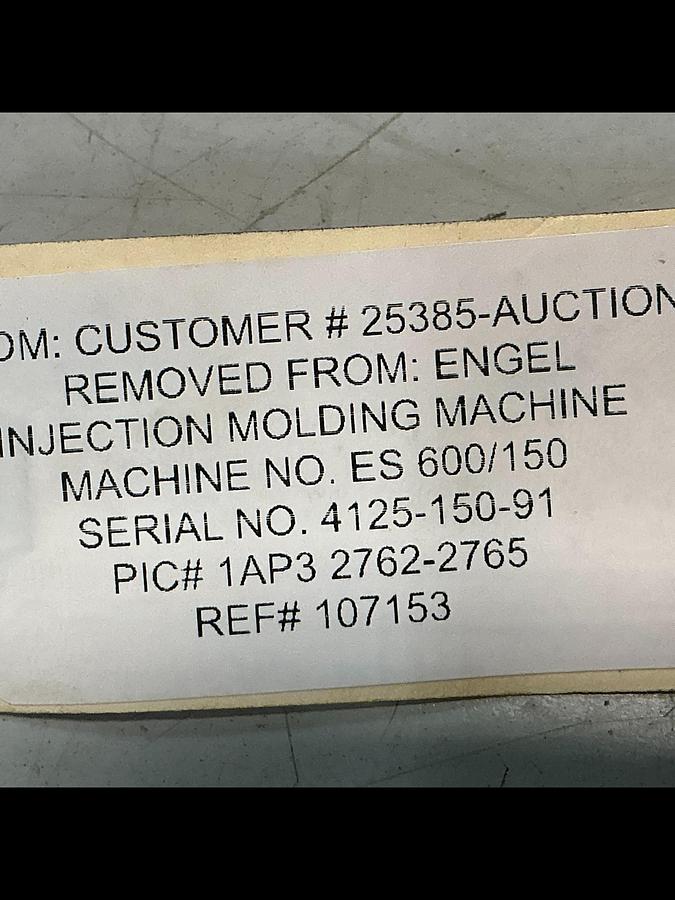 OM: CUSTOMER # 25385-AUCTION
REMOVED FROM: ENGEL
INJECTION MOLDING MACHINE
MACHINE NO. ES 600/150
SERIAL NO. 4125-150-91
PIC# 1AP3 2762-2765
REF# 107153